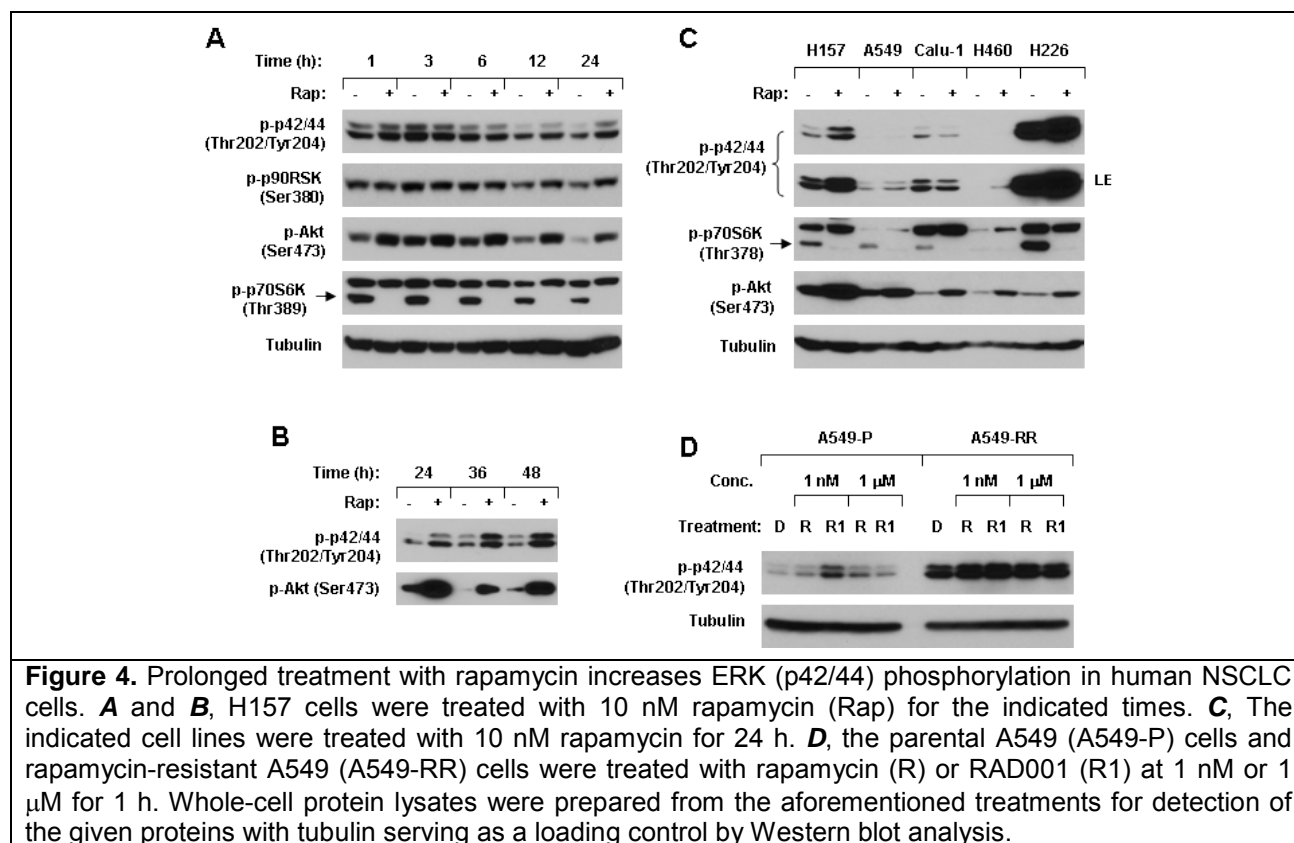 A
Time (h): 1 3 6 12 24
Rap: - + - + - + - + - +
p-p42/44
(Thr202/Tyr204)
p-p90RSK
(Ser380)
p-Akt
(Ser473)
p-p70S6K
(Thr389)
Tubulin
C
H157 A549 Calu-1 H460 H226
Rap: - + - + - + - + - +
p-p42/44
(Thr202/Tyr204)
LE
p-p70S6K
(Thr378)
p-Akt
(Ser473)
Tubulin
B
Time (h): 24 36 48
Rap: - + - + - +
p-p42/44
(Thr202/Tyr204)
p-Akt (Ser473)
D
A549-P A549-RR
Conc. 1 nM 1 µM 1 nM 1 µM
Treatment: D R R1 R R1 D R R1 R R1
p-p42/44
(Thr202/Tyr204)
Tubulin
Figure 4. Prolonged treatment with rapamycin increases ERK (p42/44) phosphorylation in human NSCLC
cells. A and B, H157 cells were treated with 10 nM rapamycin (Rap) for the indicated times. C, The
indicated cell lines were treated with 10 nM rapamycin for 24 h. D, the parental A549 (A549-P) cells and
rapamycin-resistant A549 (A549-RR) cells were treated with rapamycin (R) or RAD001 (R1) at 1 nM or 1
µM for 1 h. Whole-cell protein lysates were prepared from the aforementioned treatments for detection of
the given proteins with tubulin serving as a loading control by Western blot analysis.